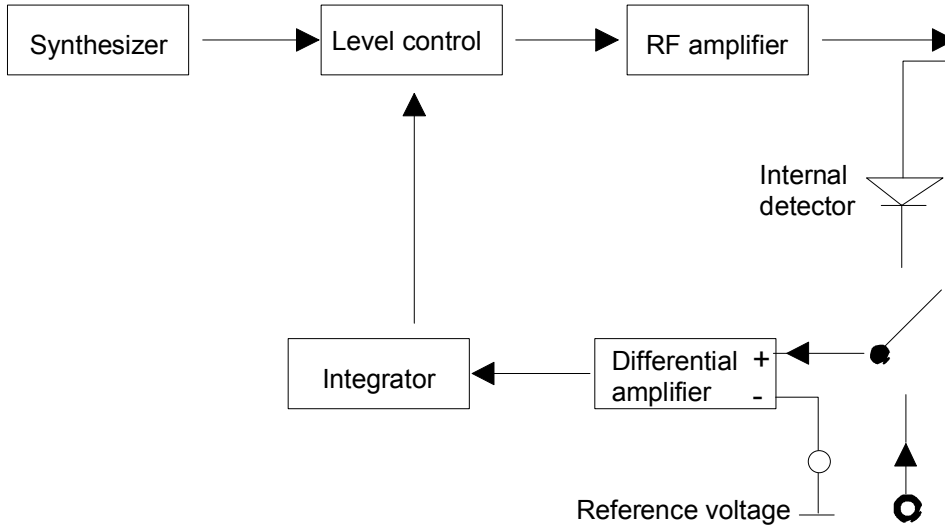 Synthesizer
Level control
RF amplifier
Internal
detector
Integrator
Differential +
amplifier -
Reference voltage